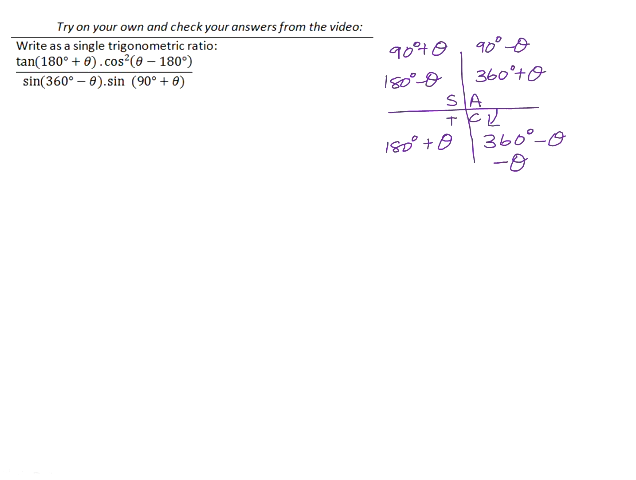 Try on your own and check your answers from the video:
Write as a single trigonometric ratio:
tan(180° + θ).cos²(θ − 180°)
sin(360° − θ).sin (90° + θ)
90°+θ 90°-θ
180°-θ 360°+θ
S A
T C
180°+θ 360°-θ
-θ